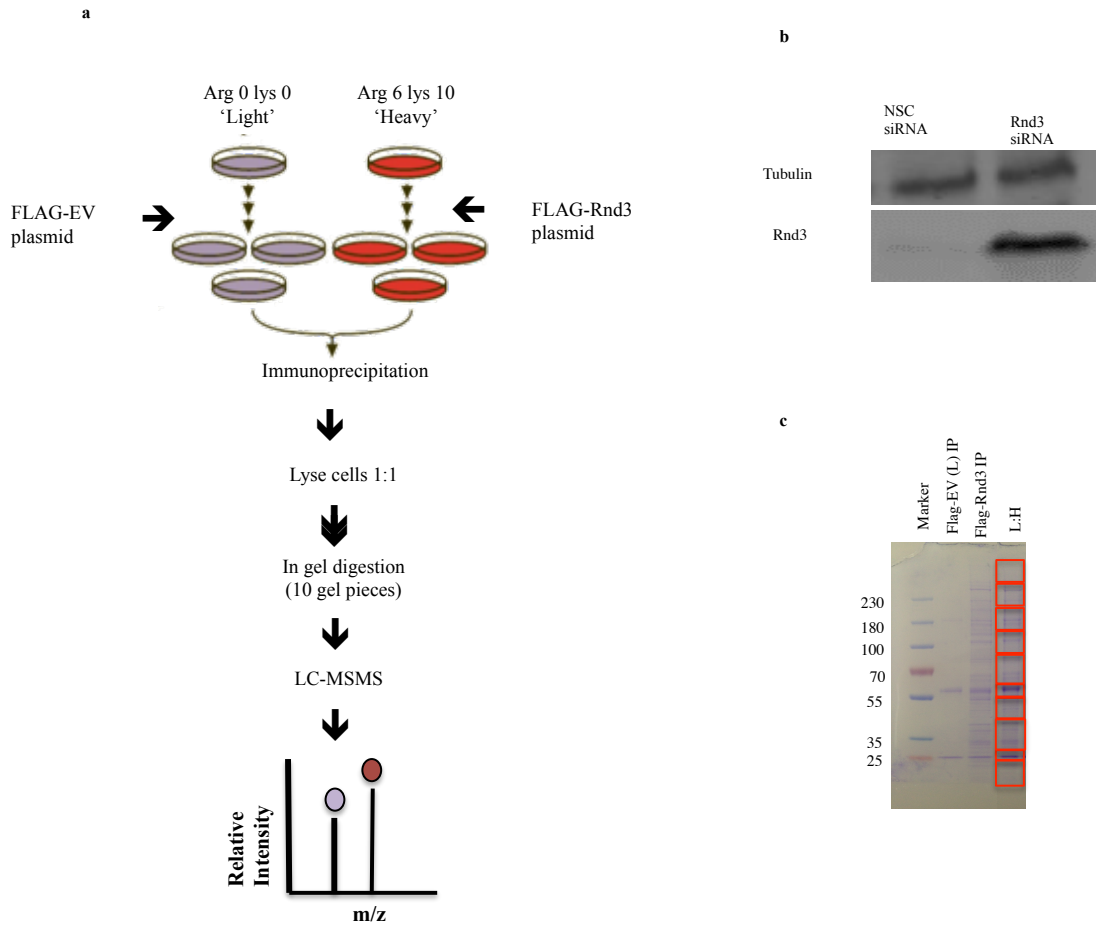 a
Arg 0 lys 0
‘Light’
Arg 6 lys 10
‘Heavy’
FLAG-EV
plasmid
FLAG-Rnd3
plasmid
Immunoprecipitation
Lyse cells 1:1
In gel digestion
(10 gel pieces)
LC-MSMS
Relative
Intensity
m/z
b
NSC
siRNA
Rnd3
siRNA
Tubulin
Rnd3
c
Marker
Flag-EV (L) IP
Flag-Rnd3 IP
L:H
230
180
100
70
55
35
25